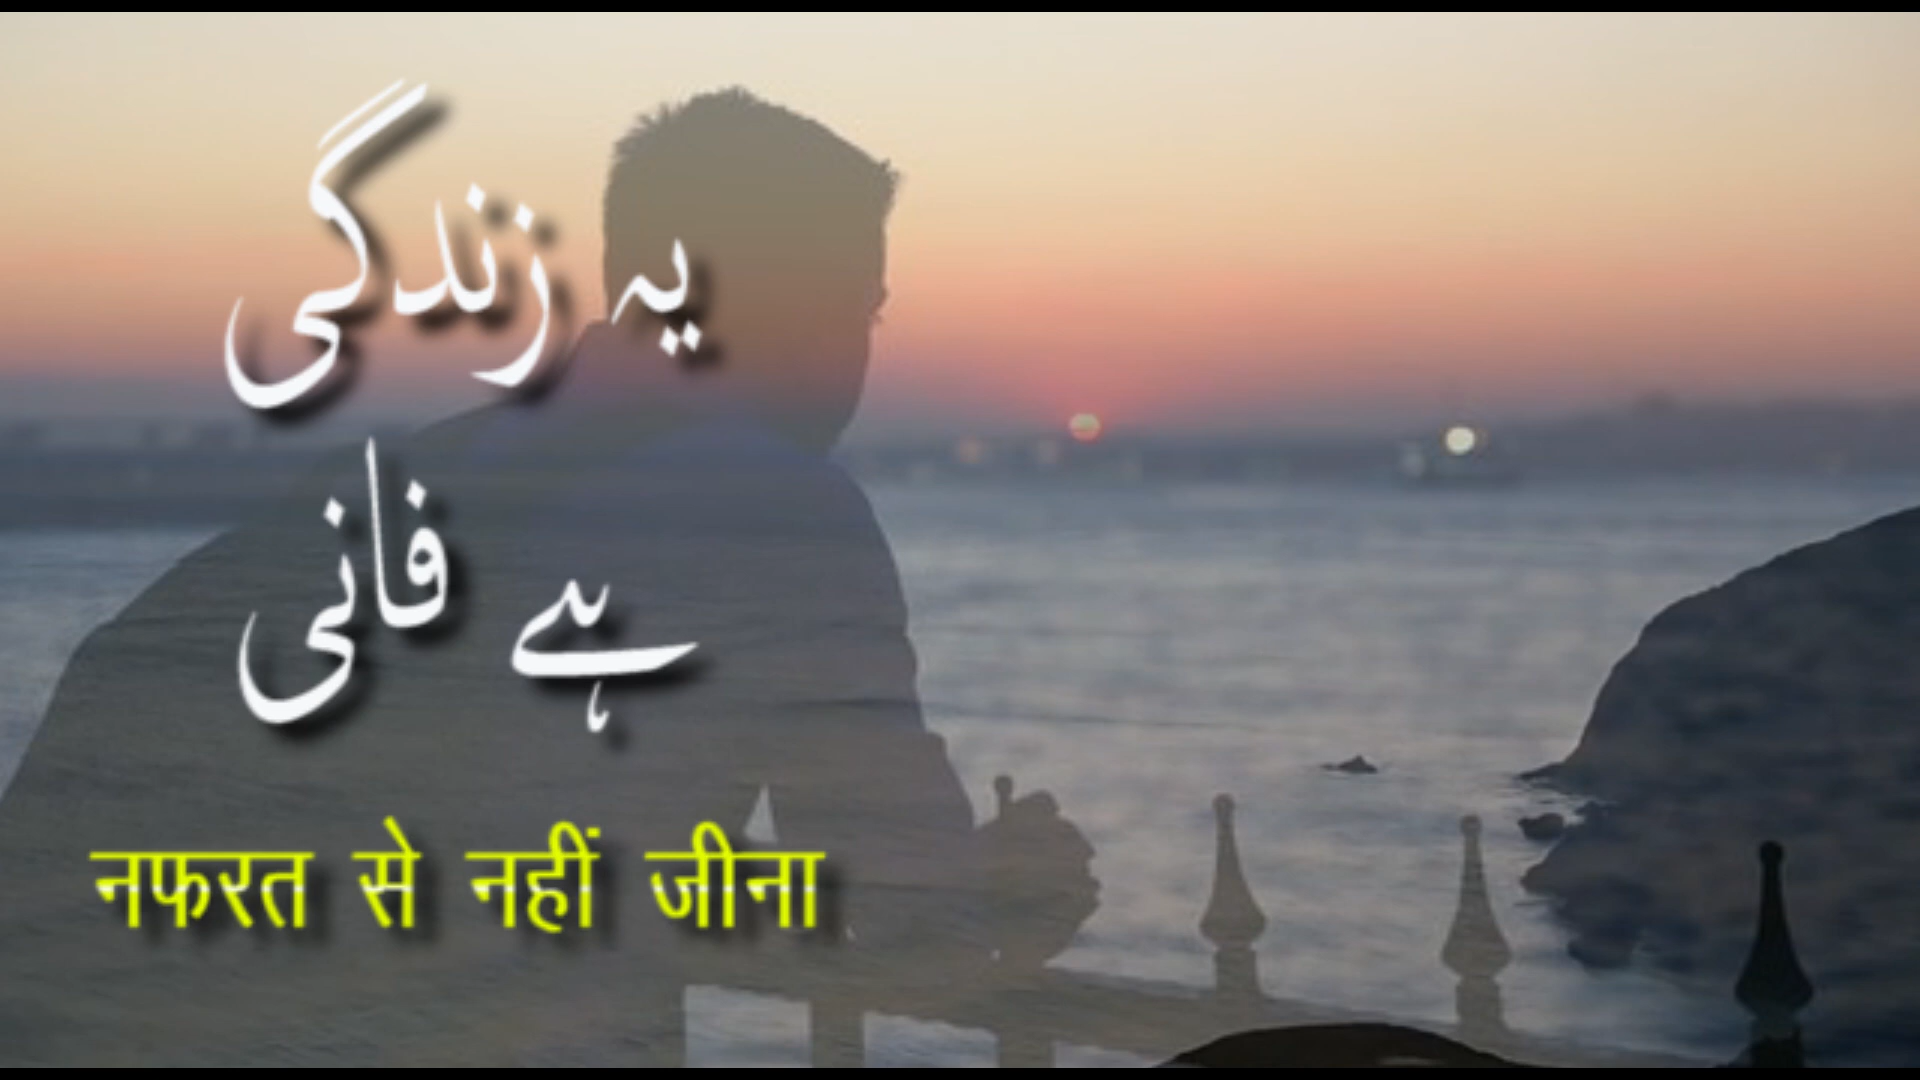 یہ زندگی
ہے فانی
नफरत से नहीं जीना